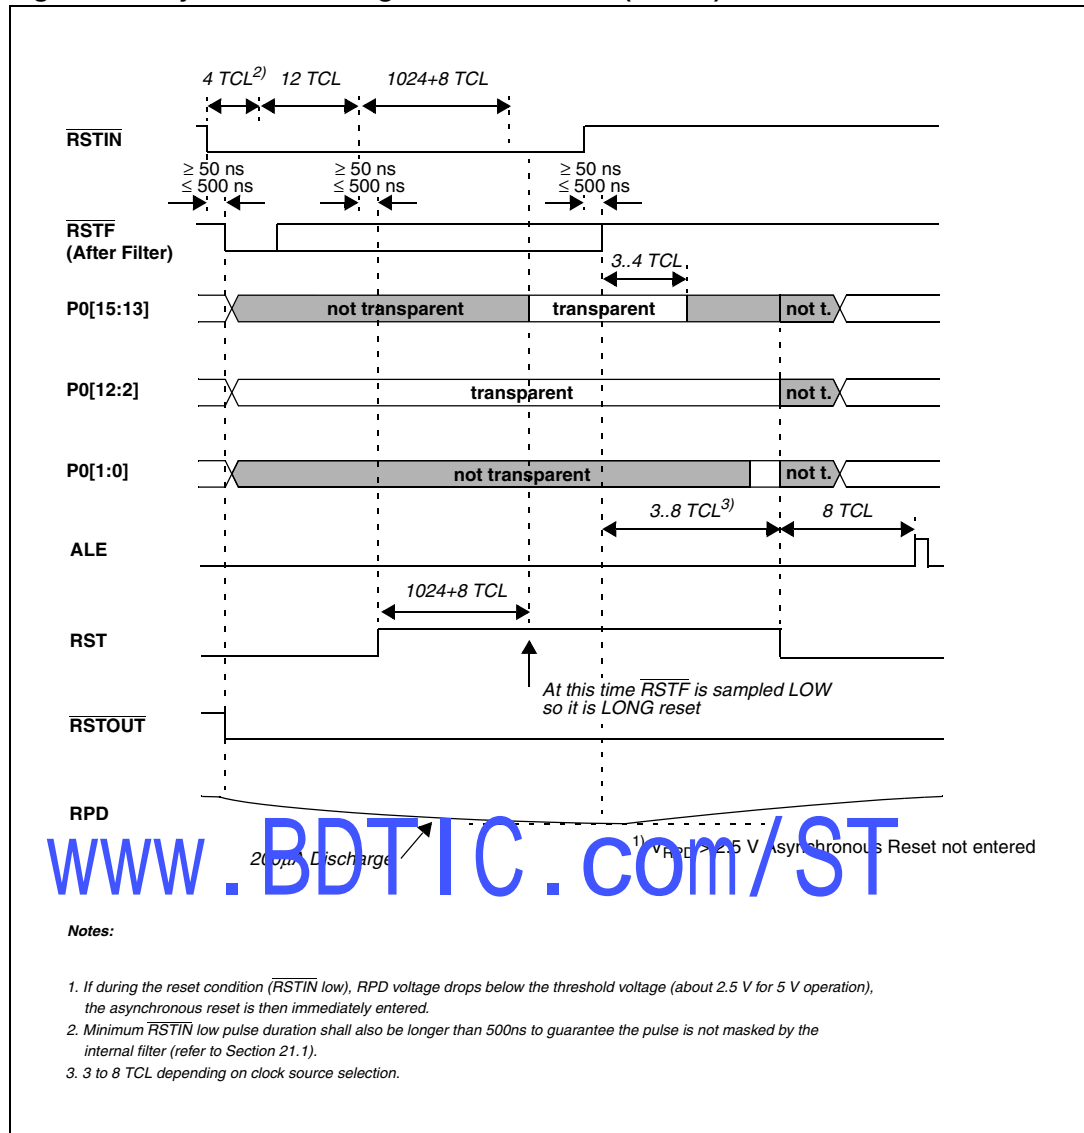 4 TCL2) 12 TCL 1024+8 TCL
RSTIN
≥ 50 ns ≥ 50 ns ≥ 50 ns
≤ 500 ns ≤ 500 ns ≤ 500 ns
RSTF
(After Filter)
3..4 TCL
P0[15:13] not transparent transparent not t.
P0[12:2] transparent not t.
P0[1:0] not transparent not t.
3..8 TCL3) 8 TCL
ALE
1024+8 TCL
RST
At this time RSTF is sampled LOW
so it is LONG reset
RSTOUT
RPD
1) VRPD > 2.5 V Asynchronous Reset not entered
200µA Discharge
www.BDTIC.com/ST
Notes:
1. If during the reset condition (RSTIN low), RPD voltage drops below the threshold voltage (about 2.5 V for 5 V operation),
the asynchronous reset is then immediately entered.
2. Minimum RSTIN low pulse duration shall also be longer than 500ns to guarantee the pulse is not masked by the
internal filter (refer to Section 21.1).
3. 3 to 8 TCL depending on clock source selection.